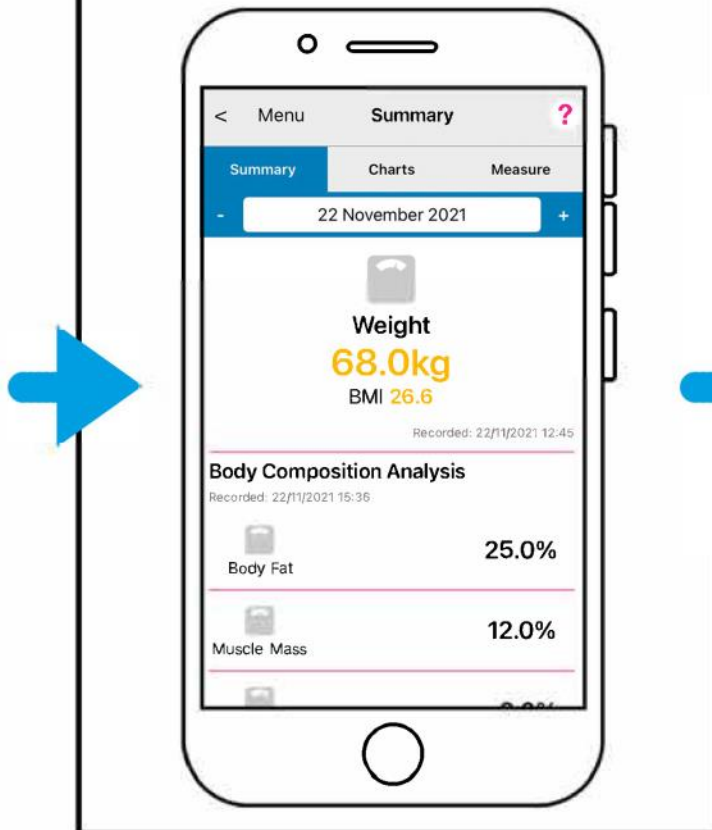 < Menu Summary ?
Summary Charts Measure
- 22 November 2021 +
Weight
68.0kg
BMI 26.6
Recorded: 22/11/2021 12:45
Body Composition Analysis
Recorded: 22/11/2021 15:36
25.0%
Body Fat
12.0%
Muscle Mass